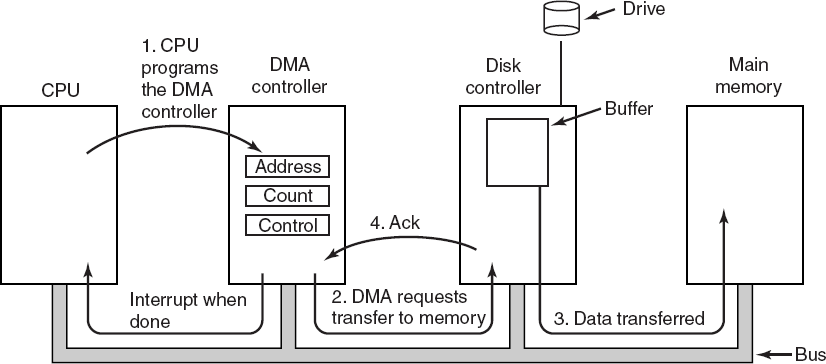 Drive
1. CPU
programs
the DMA
controller
CPU
DMA
controller
Disk
controller
Main
memory
Buffer
Address
Count
Control
4. Ack
Interrupt when
done
2. DMA requests
transfer to memory
3. Data transferred
Bus